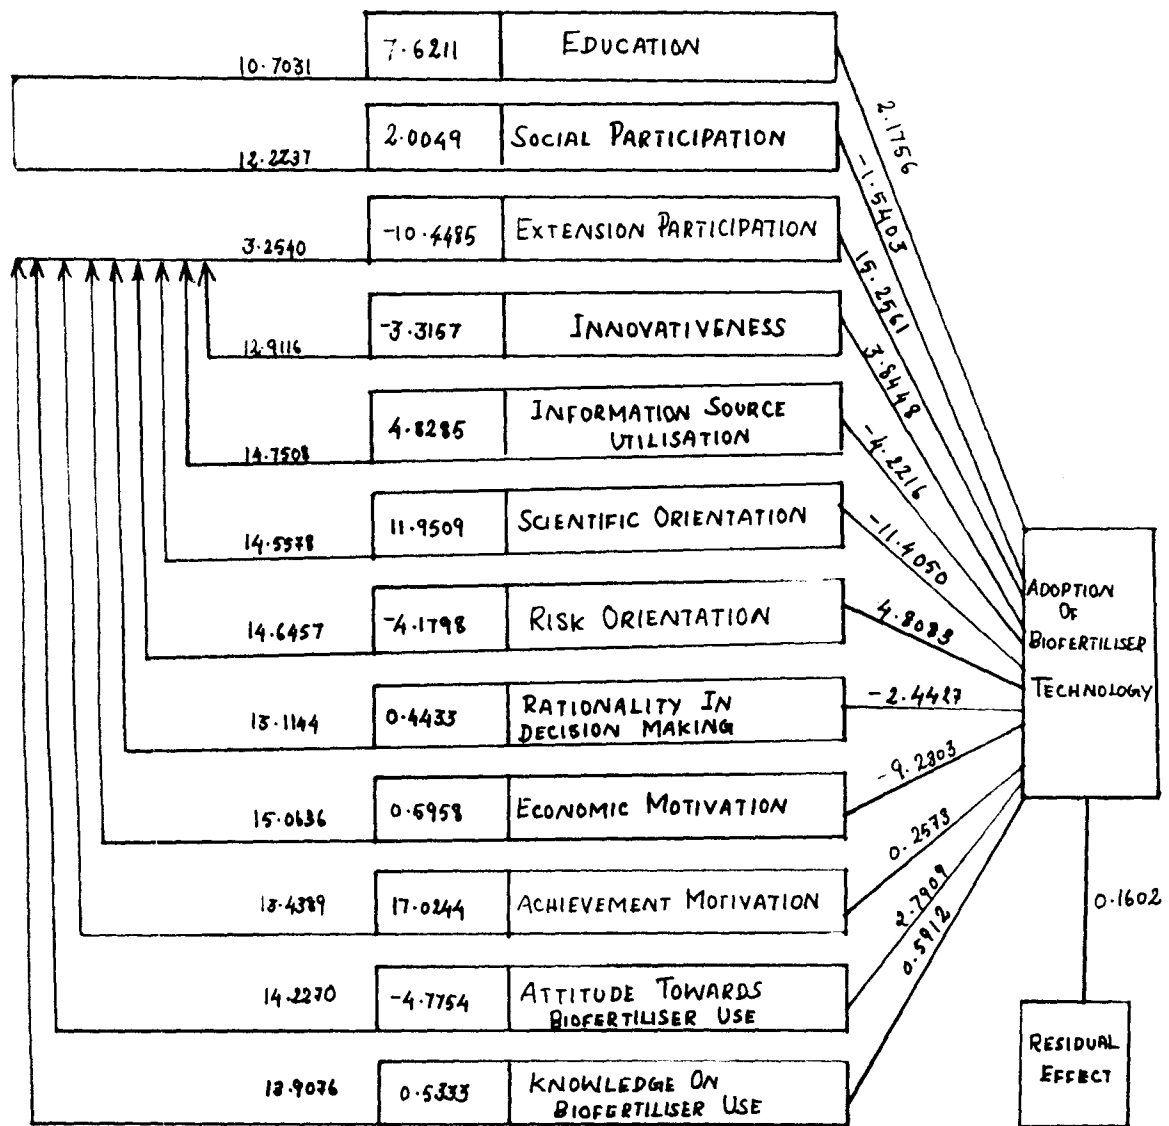 7.6211 EDUCATION
10.7031
2.1756
2.0049 SOCIAL PARTICIPATION
12.2237
-1.5403
-10.4485 EXTENSION PARTICIPATION
3.2540
15.2561
-3.3157 INNOVATIVENESS
12.9116
3.8448
4.8285 INFORMATION SOURCE
UTILISATION
14.7508
-4.2216
11.9509 SCIENTIFIC ORIENTATION
14.5578
-11.4050
-4.1798 RISK ORIENTATION
14.6457
4.8083
0.4433 RATIONALITY IN
DECISION MAKING
13.1144
-2.4427
0.5958 ECONOMIC MOTIVATION
15.0636
-9.2803
17.0244 ACHIEVEMENT MOTIVATION
13.4389
0.2573
-4.7754 ATTITUDE TOWARDS
BIOFERTILISER USE
14.2270
2.7909
0.5333 KNOWLEDGE ON
BIOFERTILISER USE
13.9076
0.5912
ADOPTION
OF
BIOFERTILISER
TECHNOLOGY
0.1602
RESIDUAL
EFFECT